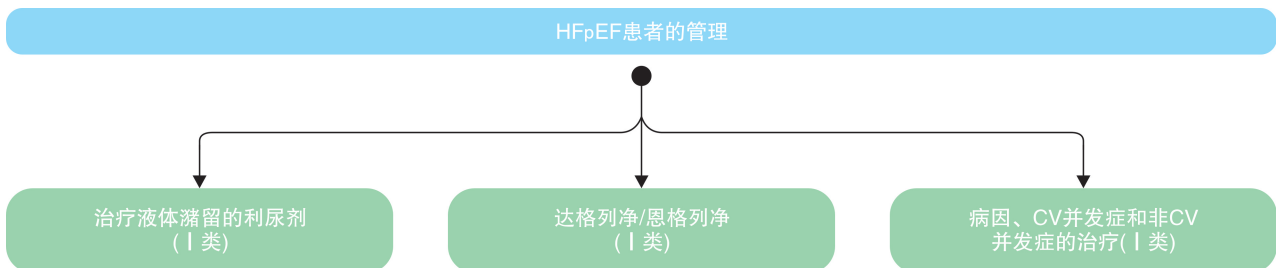 HFpEF患者的管理
治疗液体潴留的利尿剂
(Ⅰ类)
达格列净/恩格列净
(Ⅰ类)
病因、CV并发症和非CV
并发症的治疗(Ⅰ类)